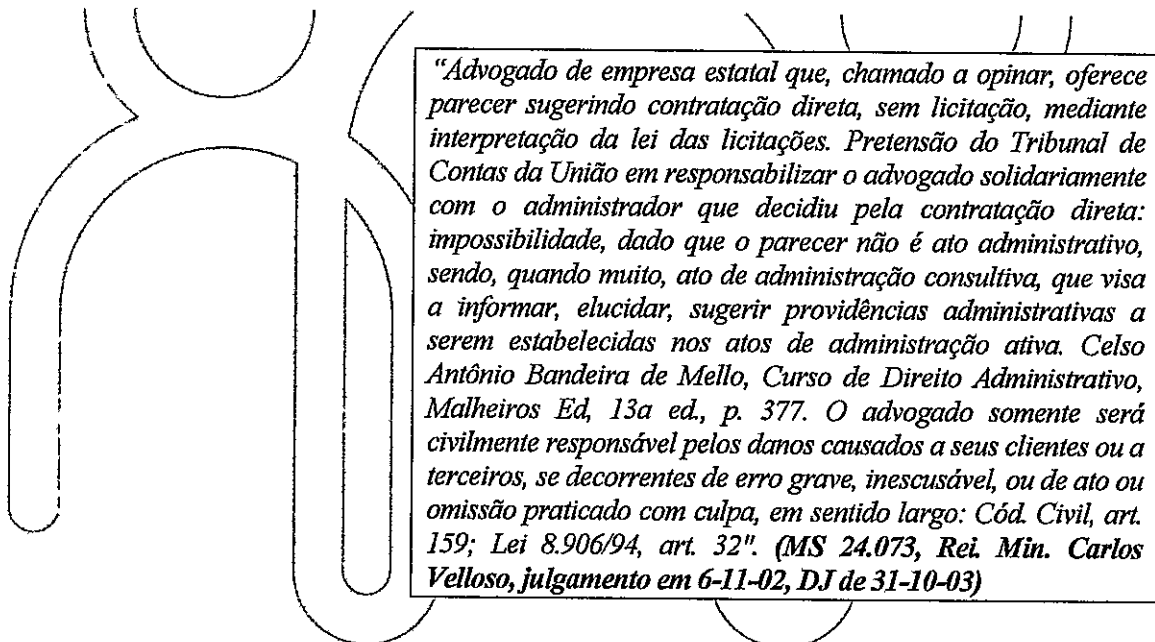 “Advogado de empresa estatal que, chamado a opinar, oferece
parecer sugerindo contratação direta, sem licitação, mediante
interpretação da lei das licitações. Pretensão do Tribunal de
Contas da União em responsabilizar o advogado solidariamente
com o administrador que decidiu pela contratação direta:
impossibilidade, dado que o parecer não é ato administrativo,
sendo, quando muito, ato de administração consultiva, que visa
a informar, elucidar, sugerir providências administrativas a
serem estabelecidas nos atos de administração ativa. Celso
Antônio Bandeira de Mello, Curso de Direito Administrativo,
Malheiros Ed, 13a ed., p. 377. O advogado somente será
civilmente responsável pelos danos causados a seus clientes ou a
terceiros, se decorrentes de erro grave, inescusável, ou de ato ou
omissão praticado com culpa, em sentido largo: Cód. Civil, art.
159; Lei 8.906/94, art. 32". (MS 24.073, Rei. Min. Carlos
Velloso, julgamento em 6-11-02, DJ de 31-10-03)